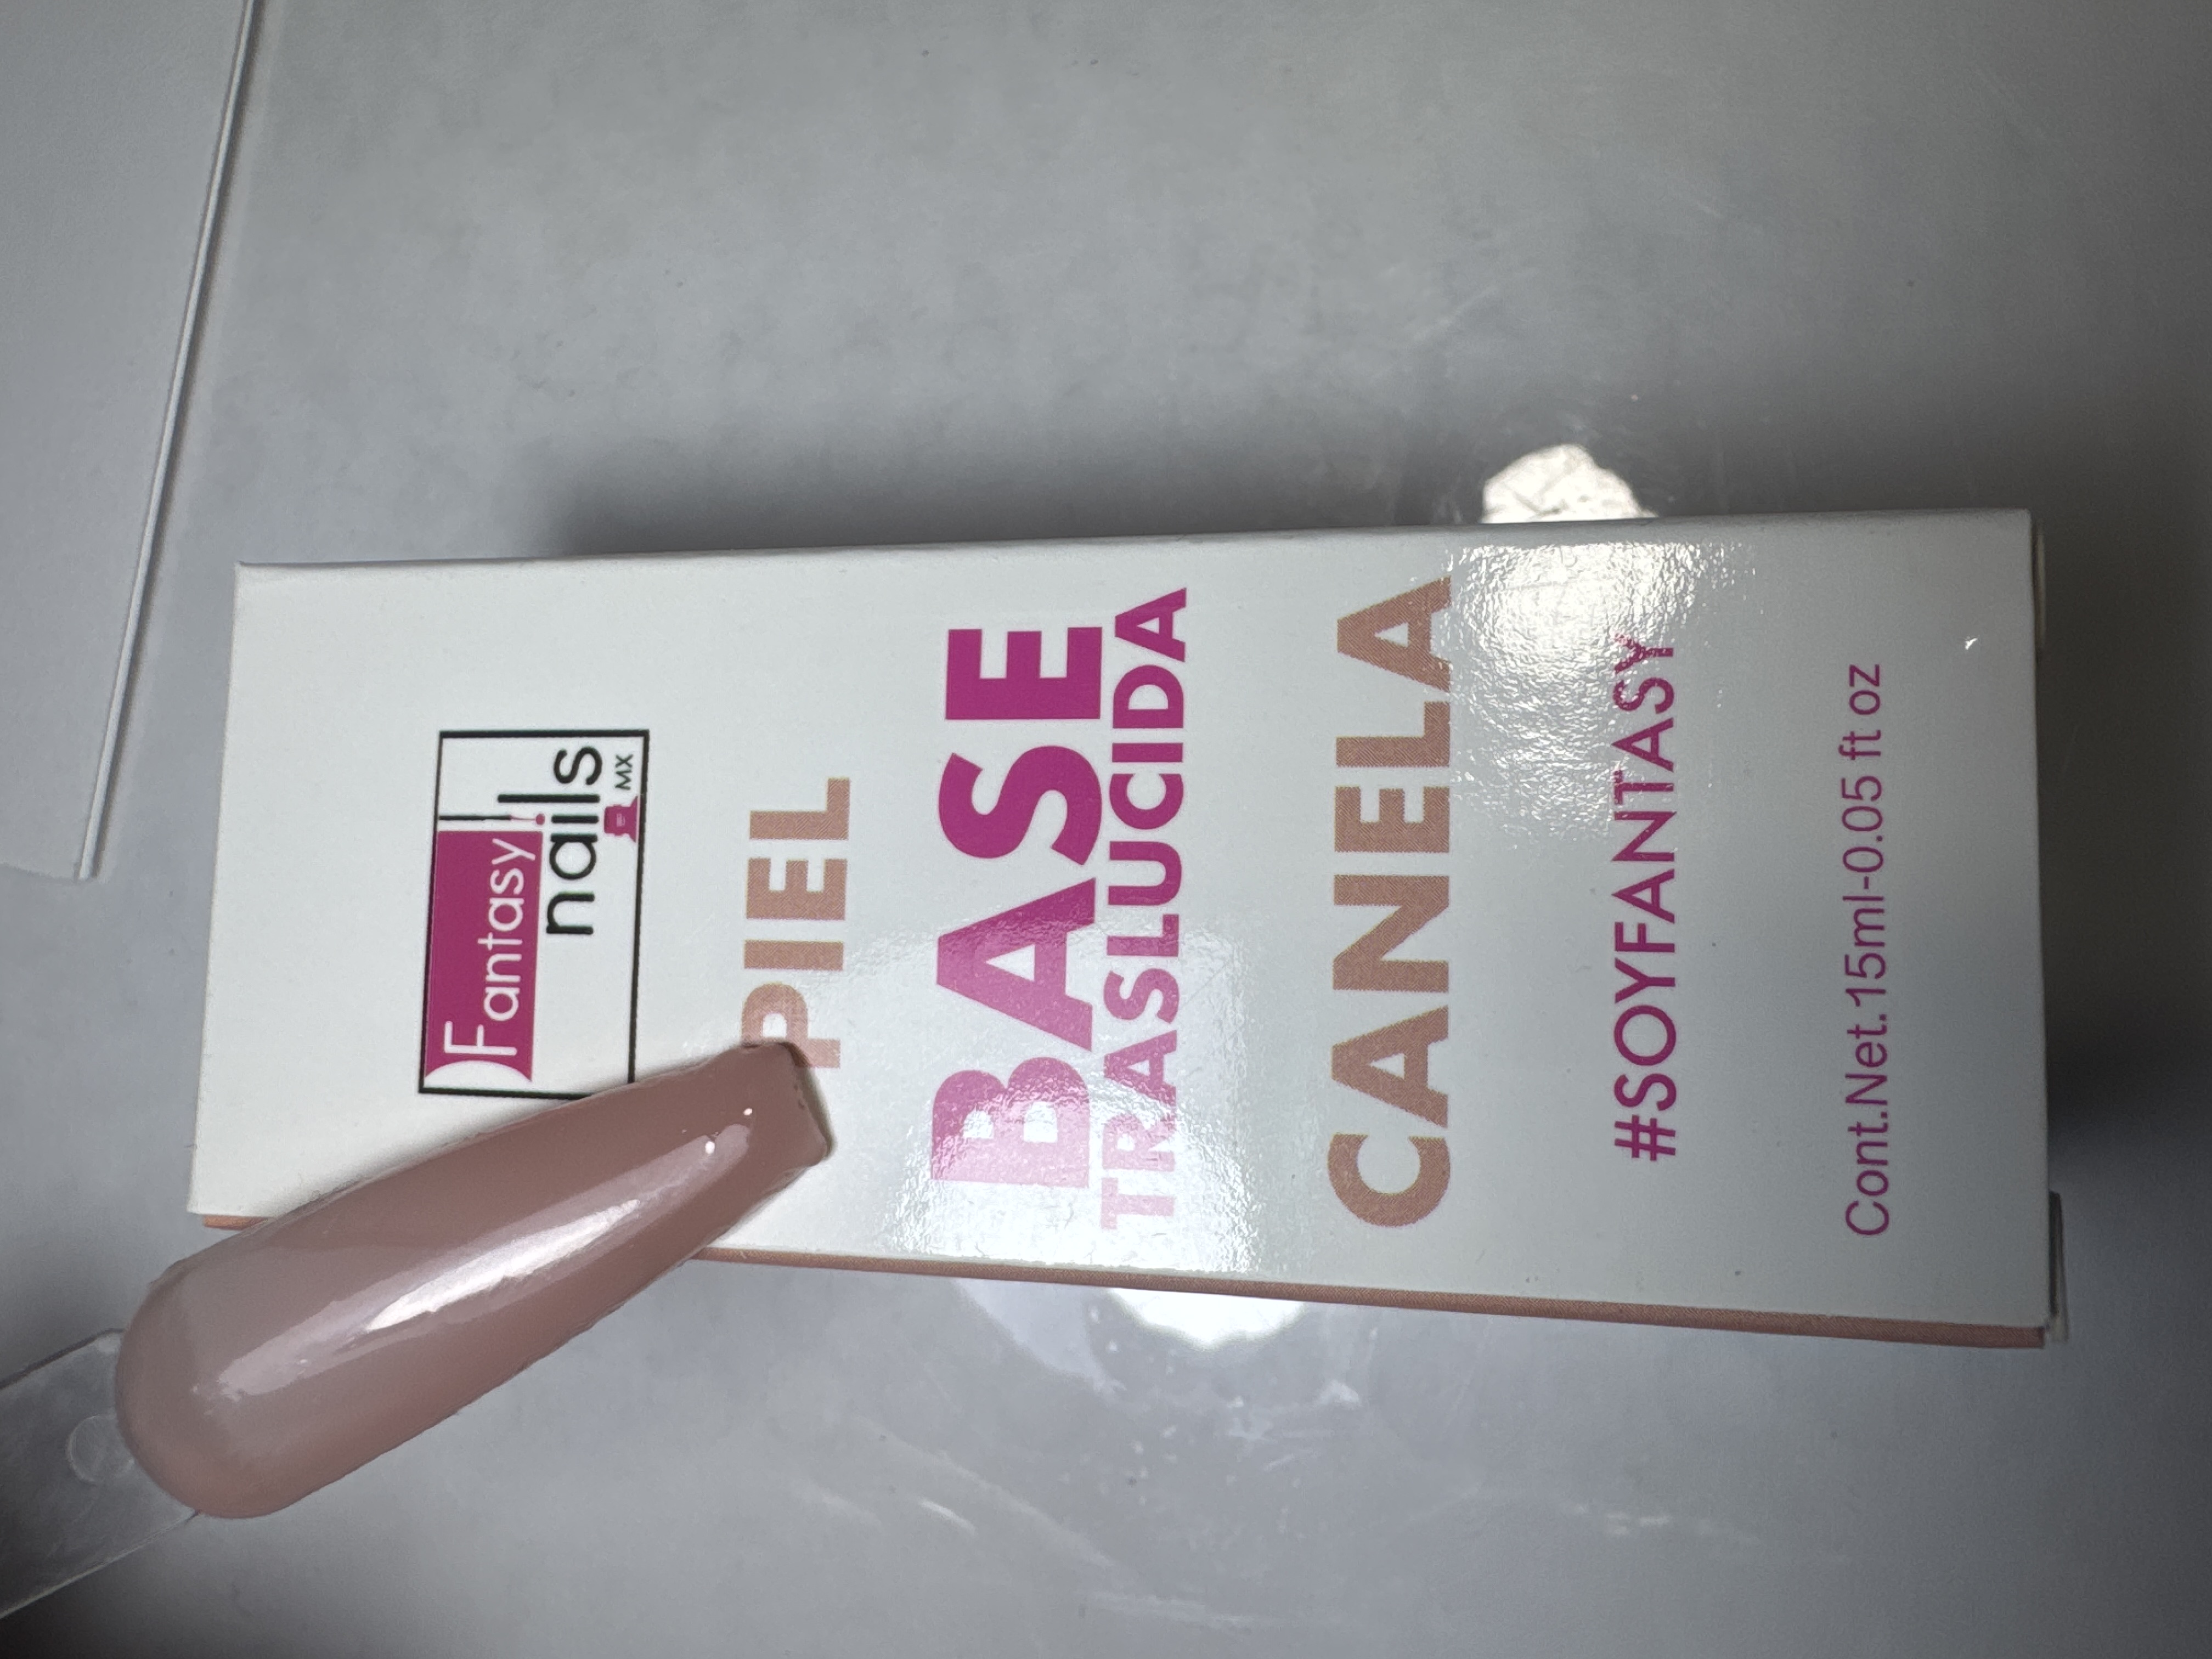 Fantasy
nails
MX
PIEL
BASE
TRASLUCIDA
CANELA
#SOYFANTASY
Cont.Net.15ml-0.05 ft oz